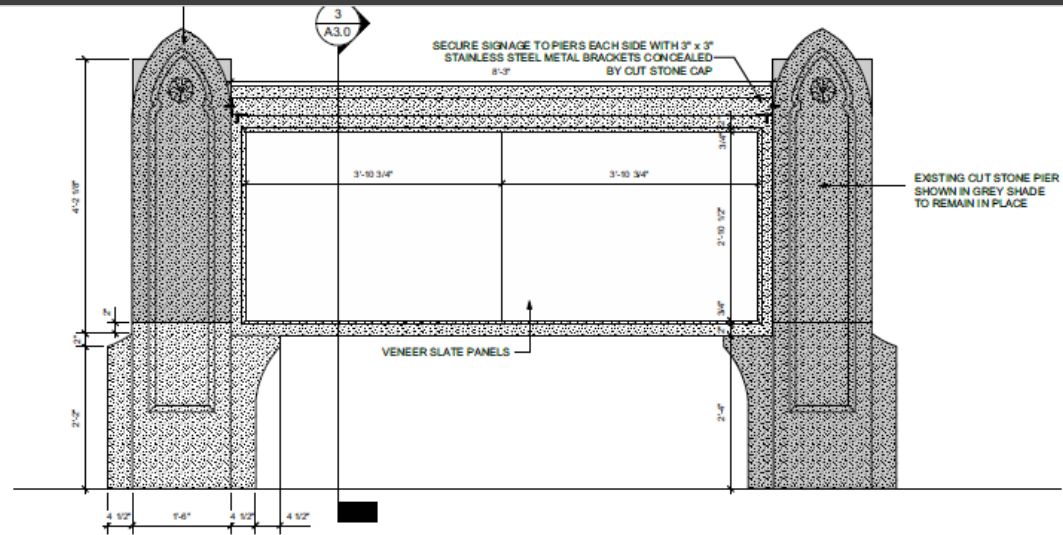 3
A3.0
SECURE SIGNAGE TO PIERS EACH SIDE WITH 3" x 3"
STAINLESS STEEL METAL BRACKETS CONCEALED
8'-3"
BY CUT STONE CAP
2"
3/4"
3'-10 3/4"
3'-10 3/4"
EXISTING CUT STONE PIER
SHOWN IN GREY SHADE
TO REMAIN IN PLACE
4'-2 1/8"
2'-10 1/2"
2"
3/4"
2"
2"
VENEER SLATE PANELS
2'-2"
2'-4"
4 1/2"
1'-6"
4 1/2"
4 1/2"